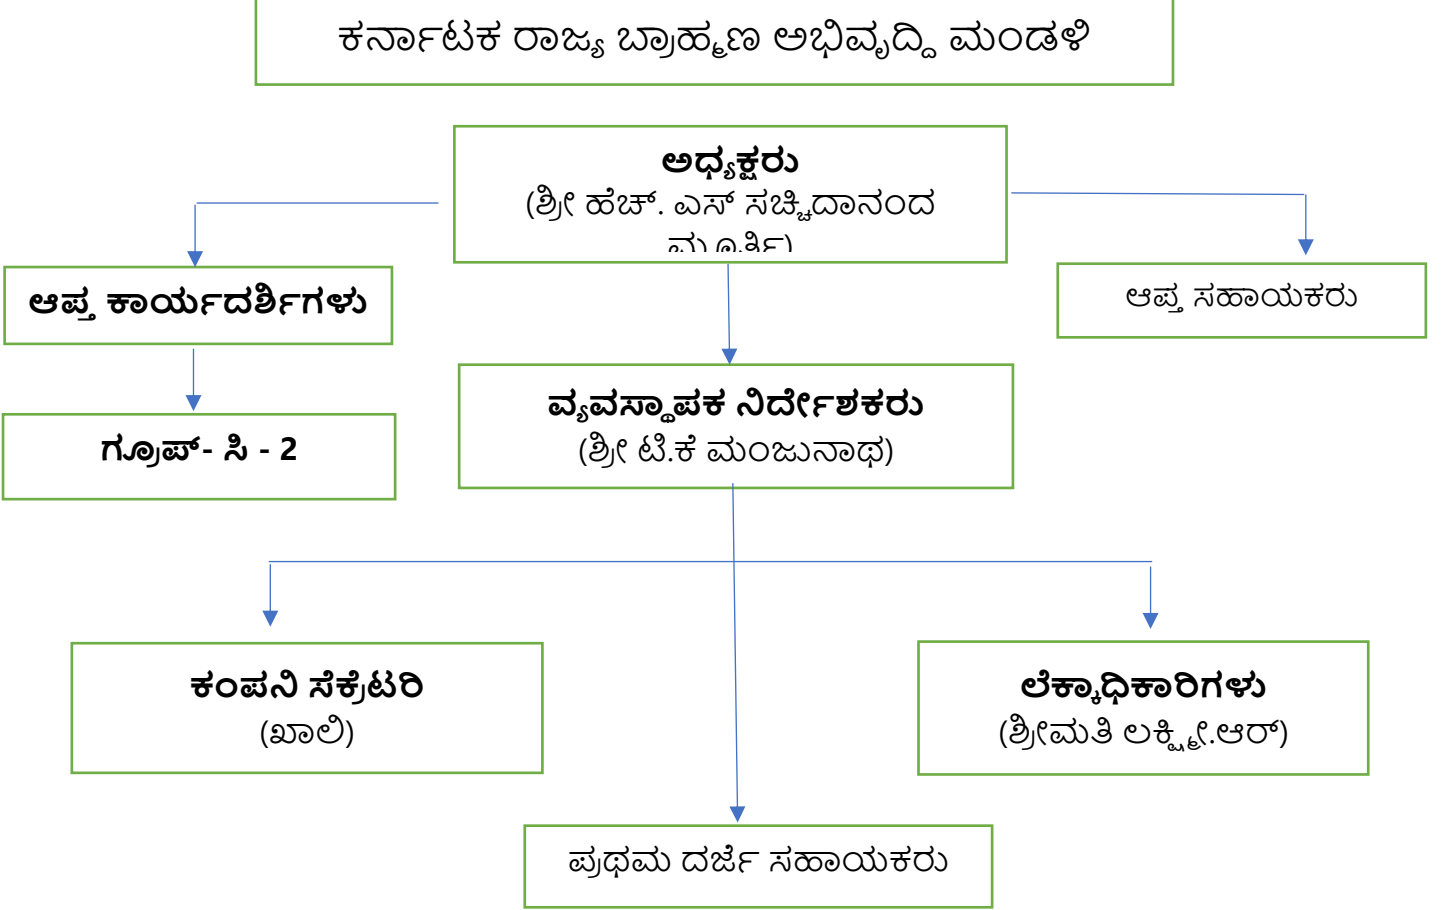 ಕರ್ನಾಟಕ ರಾಜ್ಯ ಬ್ರಾಹ್ಮಣ ಅಭಿವೃದ್ದಿ ಮಂಡಳಿ
ಅಧ್ಯಕ್ಷರು
(ಶ್ರೀ ಹೆಚ್. ಎಸ್ ಸಚ್ಚಿದಾನಂದ
ಮೂರ್ತಿ)
ಆಪ್ತ ಕಾರ್ಯದರ್ಶಿಗಳು
ಆಪ್ತ ಸಹಾಯಕರು
ವ್ಯವಸ್ಥಾಪಕ ನಿರ್ದೇಶಕರು
(ಶ್ರೀ ಟಿ.ಕೆ ಮಂಜುನಾಥ)
ಗ್ರೂಪ್- ಸಿ - 2
ಕಂಪನಿ ಸೆಕ್ರೆಟರಿ
(ಖಾಲಿ)
ಲೆಕ್ಕಾಧಿಕಾರಿಗಳು
(ಶ್ರೀಮತಿ ಲಕ್ಷ್ಮೀ.ಆರ್)
ಪ್ರಥಮ ದರ್ಜೆ ಸಹಾಯಕರು